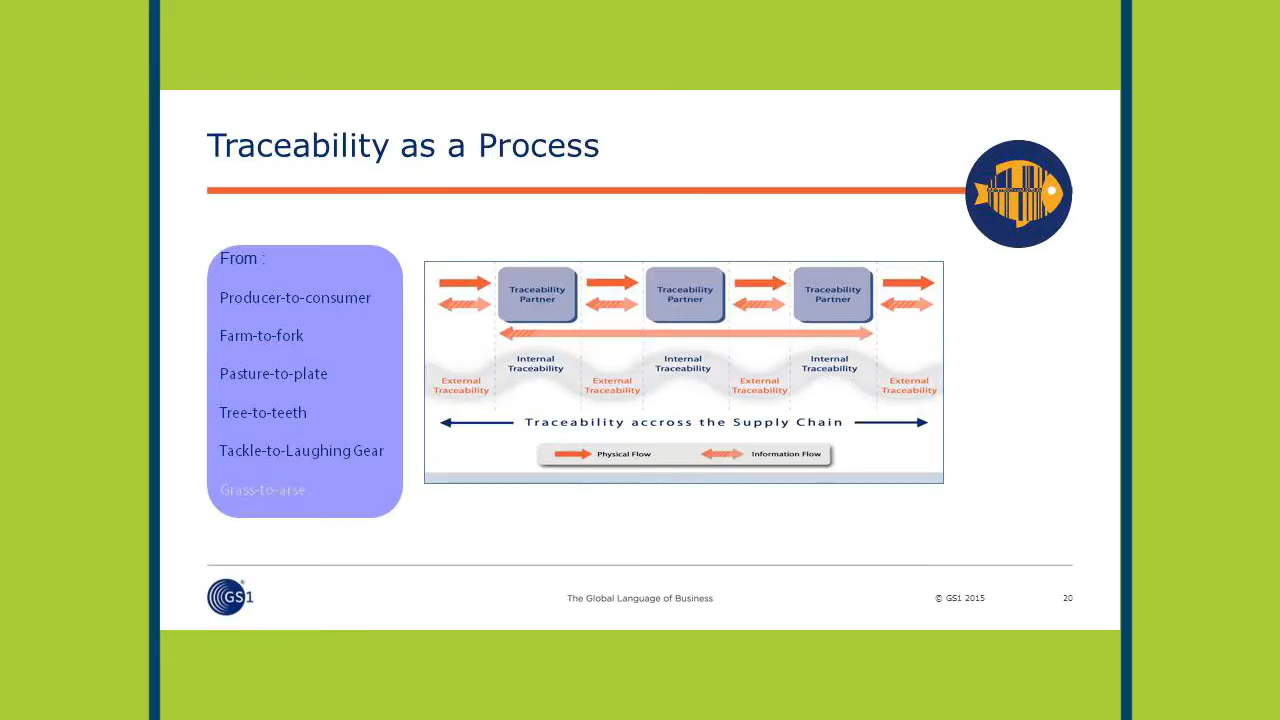 Traceability as a Process
From :
Producer-to-consumer
Farm-to-fork
Pasture-to-plate
Tree-to-teeth
Tackle-to-Laughing Gear
Grass-to-arse
Traceability
Partner
Traceability
Partner
Traceability
Partner
Internal
Traceability
Internal
Traceability
Internal
Traceability
External
Traceability
External
Traceability
External
Traceability
External
Traceability
Traceability accross the Supply Chain
Physical Flow
Information Flow
GS1
The Global Language of Business
© GS1 2015
20